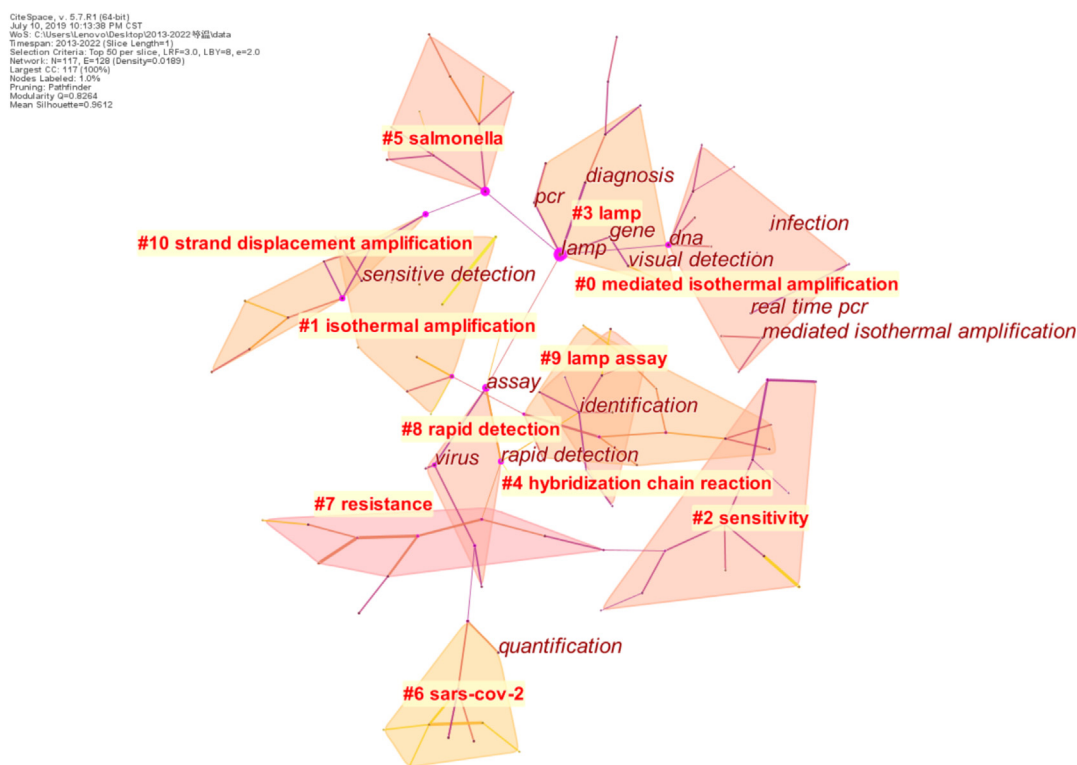 CiteSpace, v. 5.7.R1 (64-bit)
July 10, 2019 10:13:38 PM CST
WoS: C:\Users\Lenovo\Desktop\2013-2022等温\data
Timespan: 2013-2022 (Slice Length=1)
Selection Criteria: Top 50 per slice, LRF=3.0, LBY=8, e=2.0
Network: N=117, E=128 (Density=0.0189)
Largest CC: 117 (100%)
Nodes Labeled: 1.0%
Pruning: Pathfinder
Modularity Q=0.8264
Mean Silhouette=0.9612
#5 salmonella
diagnosis
pcr
#3 lamp
gene
infection
dna
lamp
#10 strand displacement amplification
visual detection
sensitive detection
#0 mediated isothermal amplification
real time pcr
#1 isothermal amplification
mediated isothermal amplification
#9 lamp assay
assay
identification
#8 rapid detection
virus
rapid detection
#4 hybridization chain reaction
#7 resistance
#2 sensitivity
quantification
#6 sars-cov-2